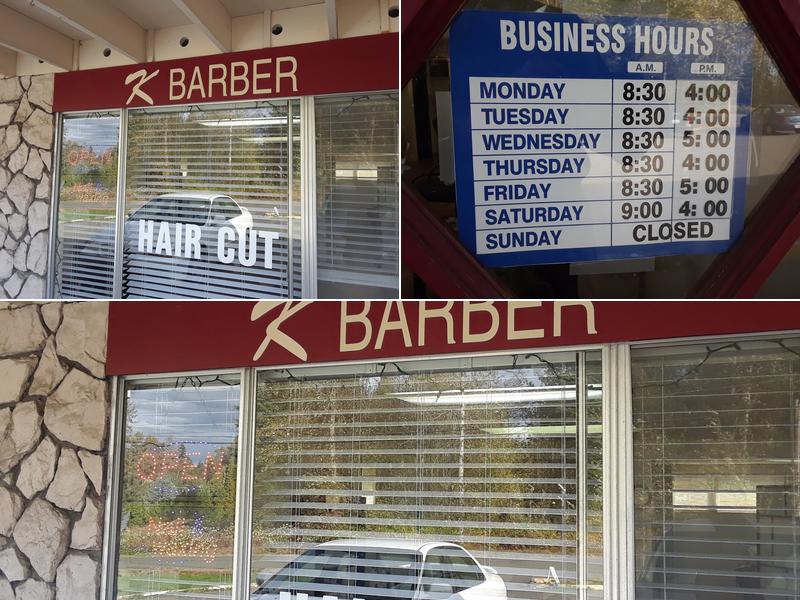 K BARBER
OPEN
HAIR CUT
BUSINESS HOURS
A.M. P.M.
MONDAY 8:30 4:00
TUESDAY 8:30 4:00
WEDNESDAY 8:30 5:00
THURSDAY 8:30 4:00
FRIDAY 8:30 5:00
SATURDAY 9:00 4:00
SUNDAY CLOSED
K BARBER
OPEN